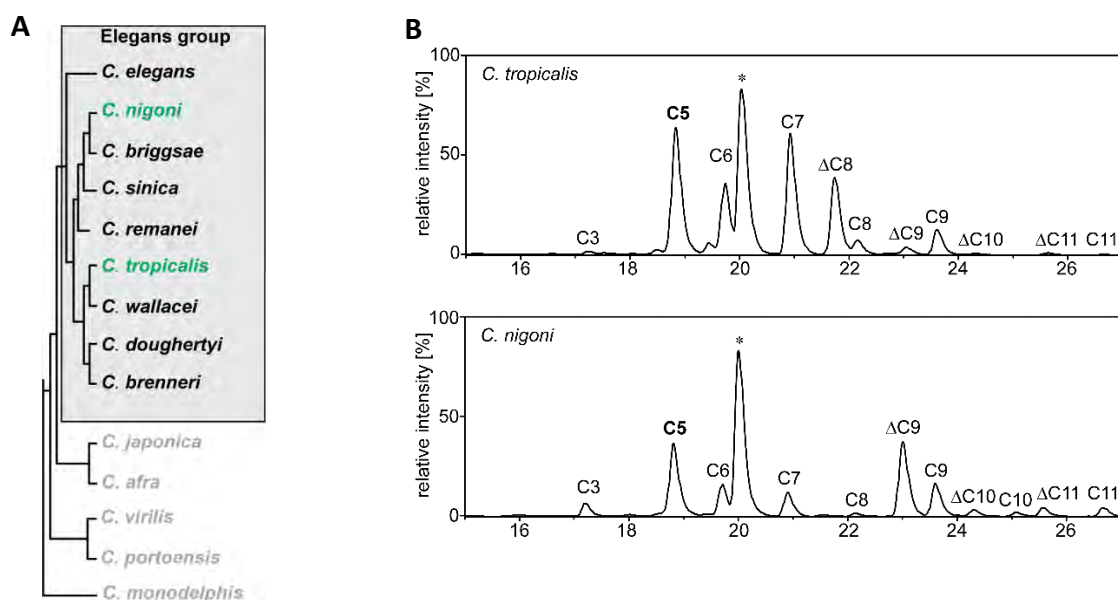 A
Elegans group
C. elegans
C. nigoni
C. briggsae
C. sinica
C. remanei
C. tropicalis
C. wallacei
C. doughertyi
C. brenneri
C. japonica
C. afra
C. virilis
C. portoensis
C. monodelphis
B
relative intensity [%]
100
50
0
C. tropicalis
C3
C5
C6
*
C7
ΔC8
C8
ΔC9
C9
ΔC10
ΔC11
C11
16 18 20 22 24 26
relative intensity [%]
100
50
0
C. nigoni
C3
C5
C6
*
C7
C8
ΔC9
C9
ΔC10
C10
ΔC11
C11
16 18 20 22 24 26